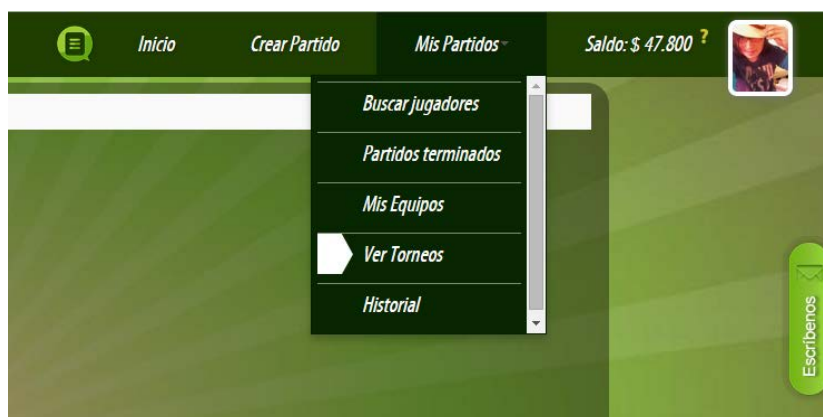 Inicio Crear Partido Mis Partidos Saldo: $ 47.800 ?
Buscar jugadores
Partidos terminados
Mis Equipos
Ver Torneos
Historial
Escríbenos